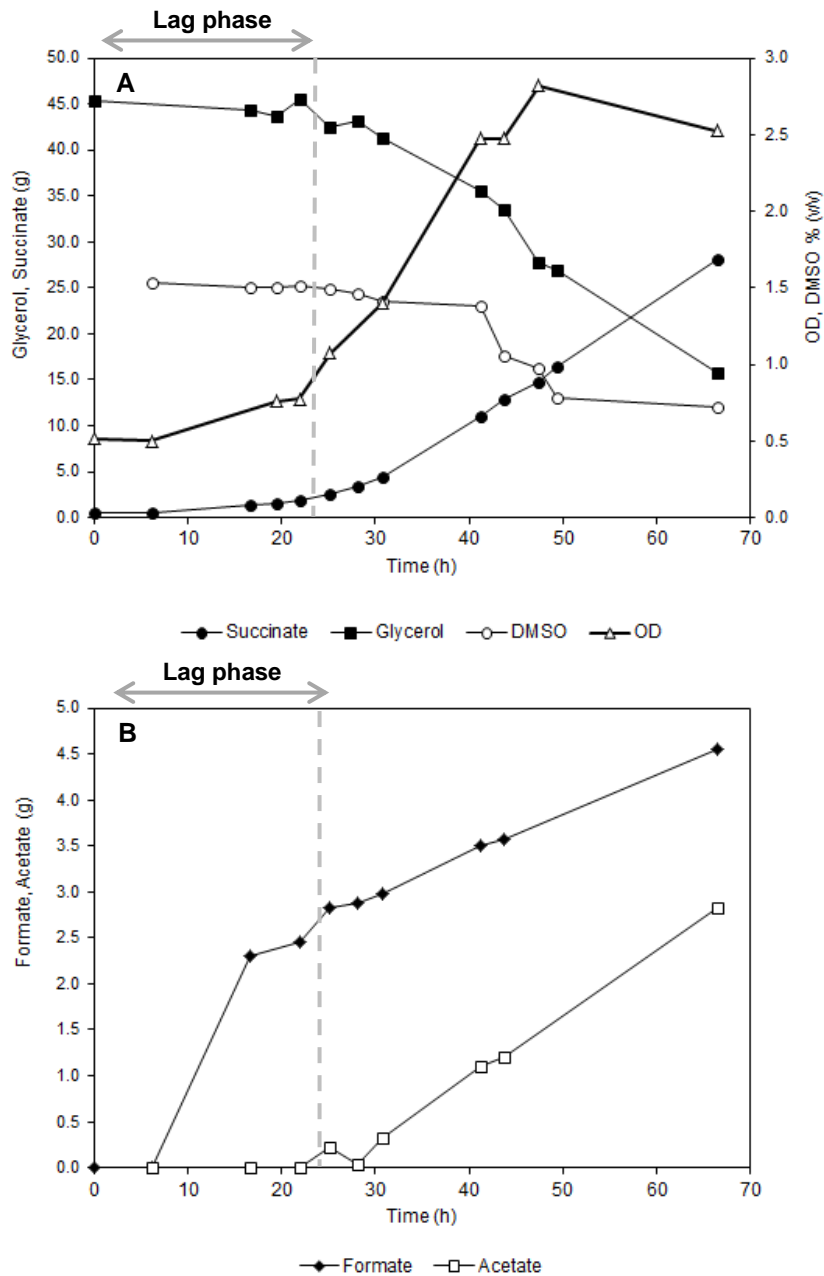 Lag phase
A
50.0
45.0
40.0
35.0
30.0
25.0
20.0
15.0
10.0
5.0
0.0
Glycerol, Succinate (g)
3.0
2.5
2.0
1.5
1.0
0.5
0.0
OD, DMSO % (v/v)
0 10 20 30 40 50 60 70
Time (h)
Succinate Glycerol DMSO OD
Lag phase
B
5.0
4.5
4.0
3.5
3.0
2.5
2.0
1.5
1.0
0.5
0.0
Formate, Acetate (g)
0 10 20 30 40 50 60 70
Time (h)
Formate Acetate